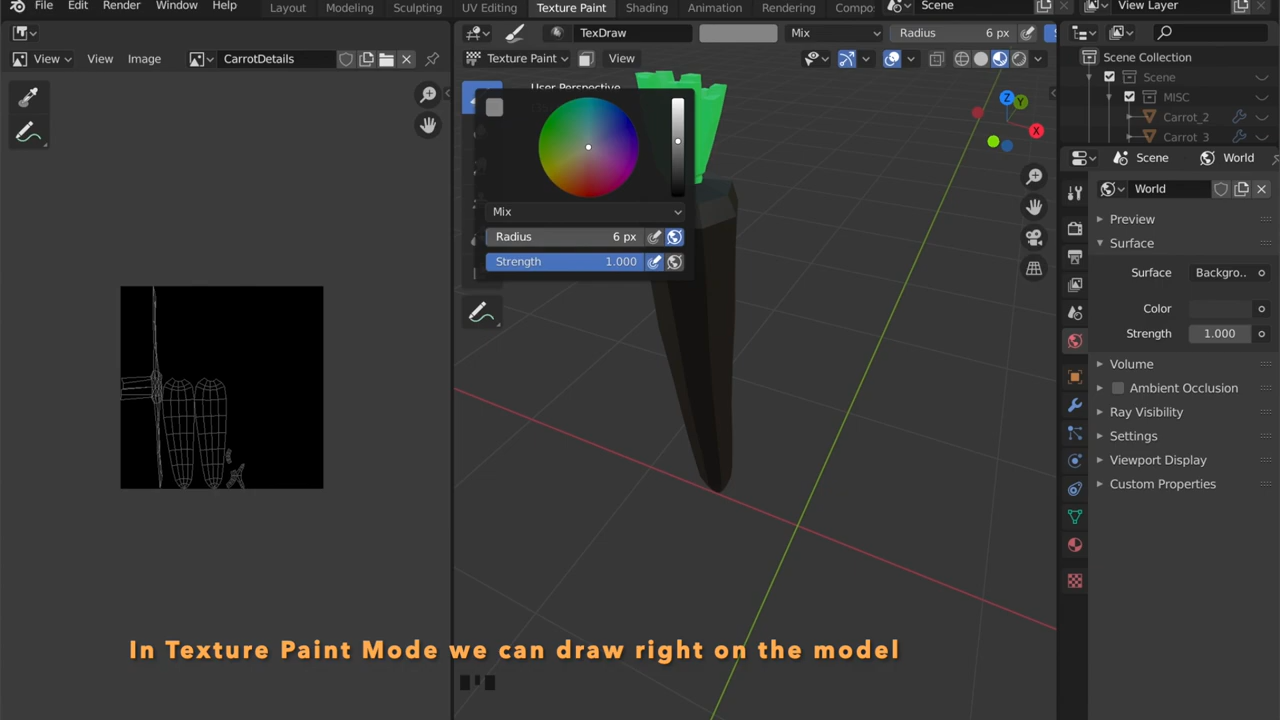 File Edit Render Window Help Layout Modeling Sculpting UV Editing Texture Paint Shading Animation Rendering Compo Scene View Layer
TexDraw Mix Radius 6 px
View View Image CarrotDetails Texture Paint View
User Perspective
Mix
Radius 6 px
Strength 1.000
Scene Collection
Scene
MISC
Carrot_2
Carrot_3
Scene World
World
Preview
Surface
Surface Backgro..
Color
Strength 1.000
Volume
Ambient Occlusion
Ray Visibility
Settings
Viewport Display
Custom Properties
Z
Y
X
In Texture Paint Mode we can draw right on the model